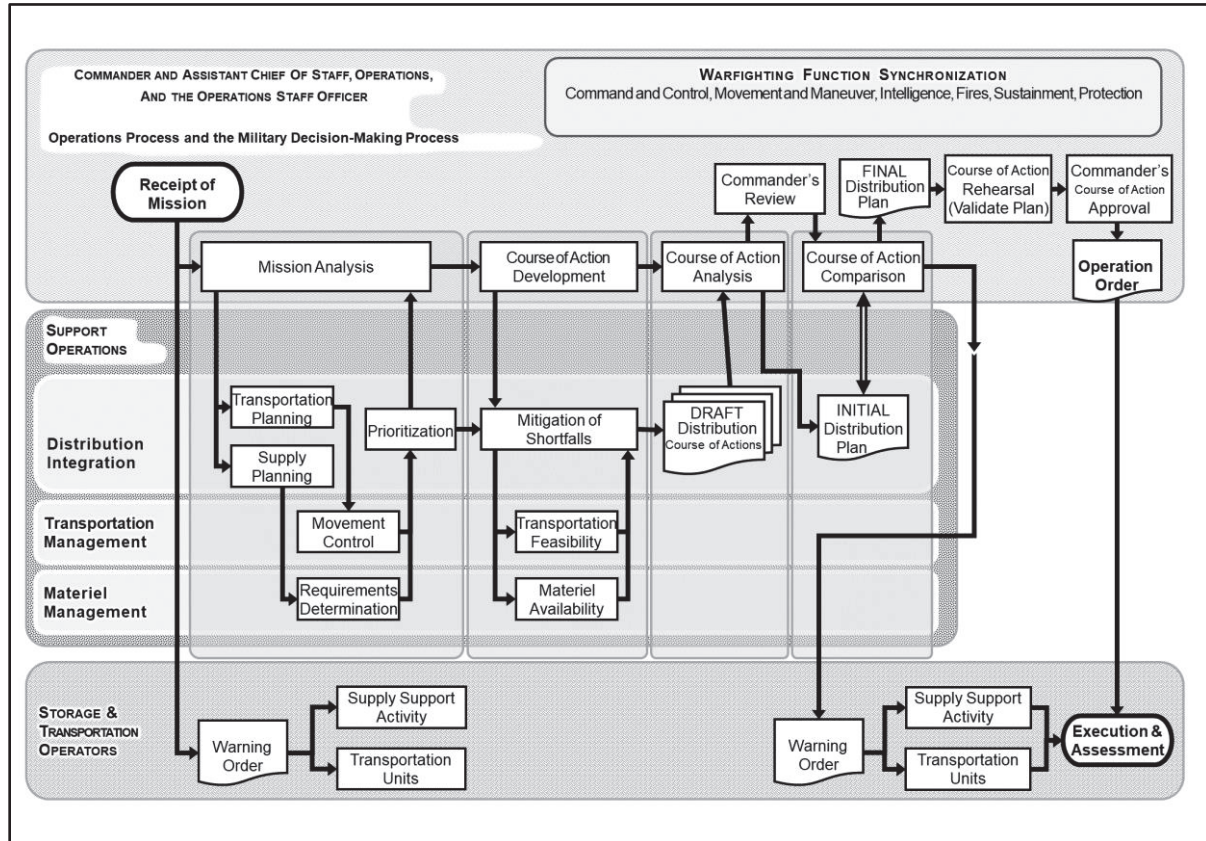 COMMANDER AND ASSISTANT CHIEF OF STAFF, OPERATIONS,
AND THE OPERATIONS STAFF OFFICER
Operations Process and the Military Decision-Making Process
WARFIGHTING FUNCTION SYNCHRONIZATION
Command and Control, Movement and Maneuver, Intelligence, Fires, Sustainment, Protection
Receipt of
Mission
Commander's
Review
FINAL
Distribution
Plan
Course of Action
Rehearsal
(Validate Plan)
Commander's
Course of Action
Approval
Mission Analysis
Course of Action
Development
Course of Action
Analysis
Course of Action
Comparison
Operation
Order
SUPPORT
OPERATIONS
Distribution
Integration
Transportation
Planning
Supply
Planning
Prioritization
Mitigation of
Shortfalls
DRAFT
Distribution
Course of Actions
INITIAL
Distribution
Plan
Transportation
Management
Movement
Control
Transportation
Feasibility
Materiel
Management
Requirements
Determination
Materiel
Availability
STORAGE &
TRANSPORTATION
OPERATORS
Warning
Order
Supply Support
Activity
Transportation
Units
Warning
Order
Supply Support
Activity
Transportation
Units
Execution &
Assessment